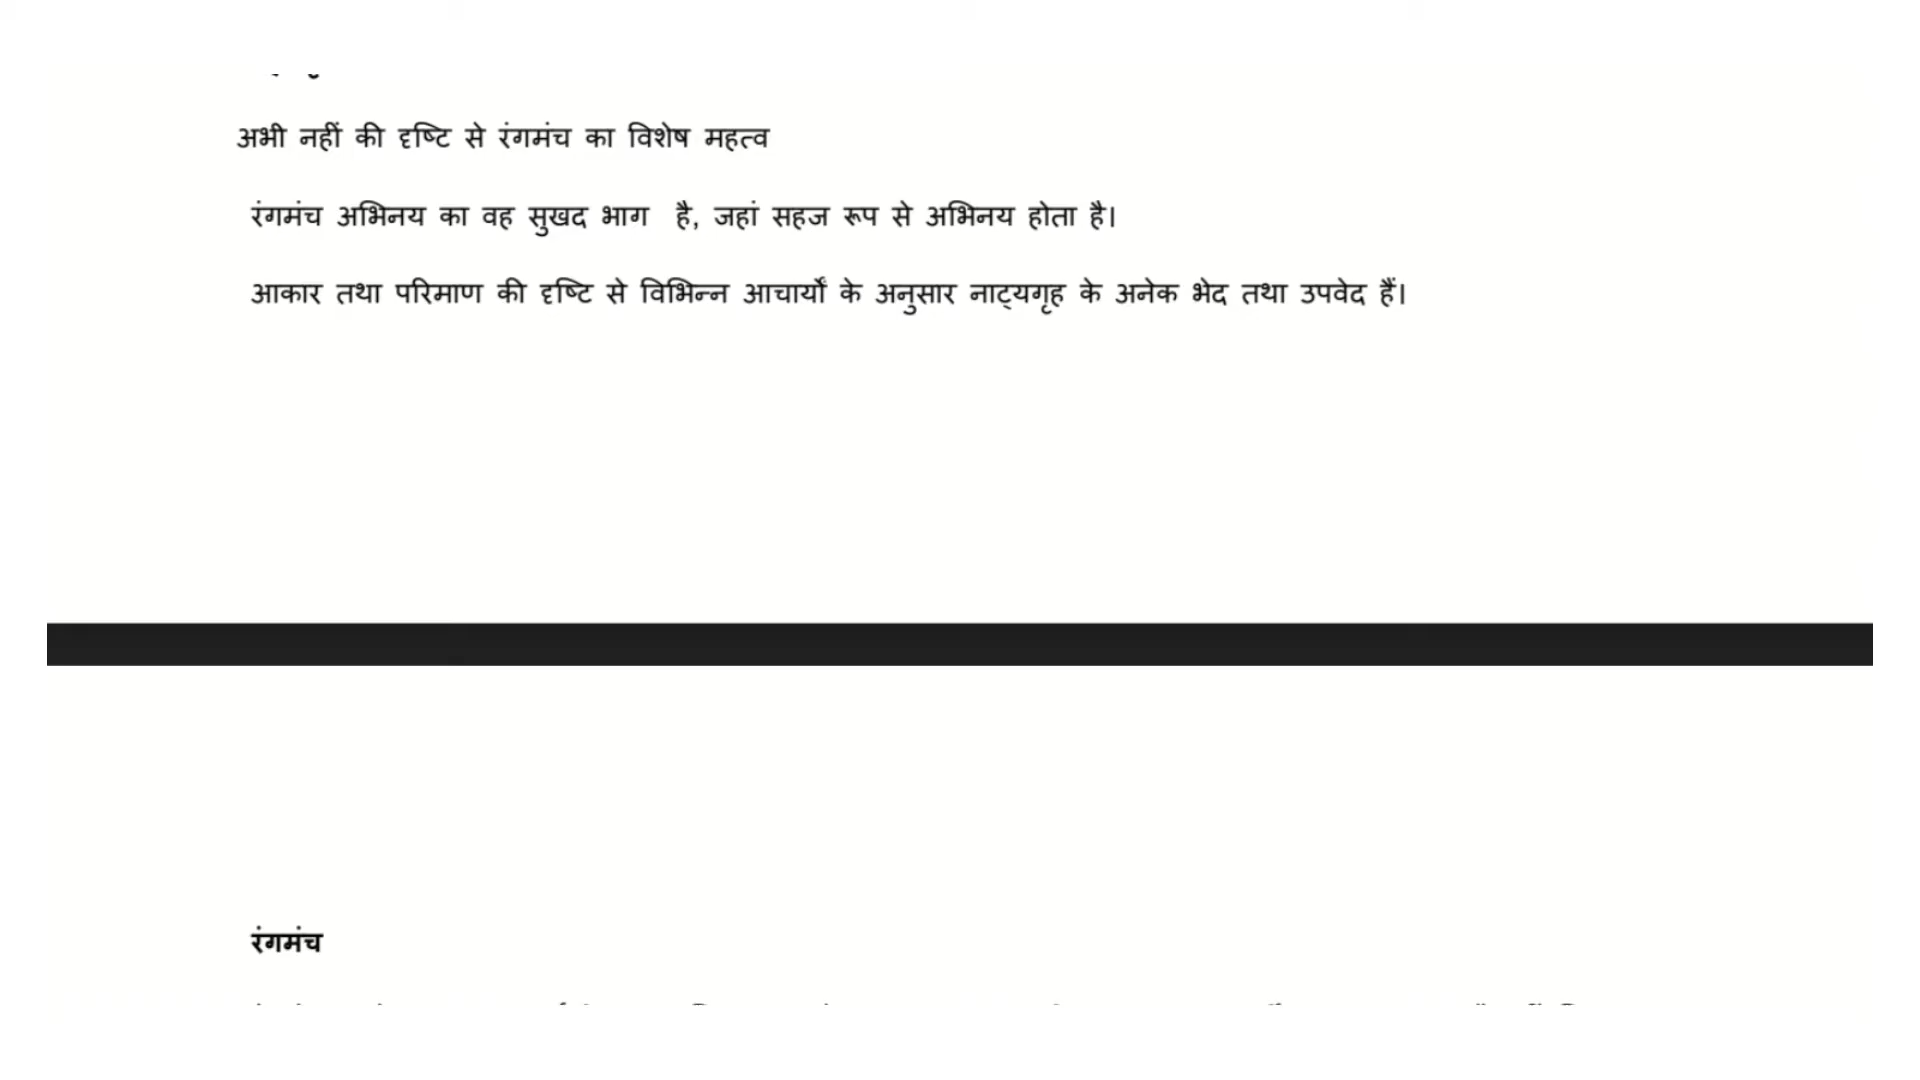 अभी नहीं की दृष्टि से रंगमंच का विशेष महत्व
रंगमंच अभिनय का वह सुखद भाग है, जहां सहज रूप से अभिनय होता है।
आकार तथा परिमाण की दृष्टि से विभिन्न आचार्यों के अनुसार नाट्यगृह के अनेक भेद तथा उपवेद हैं।
रंगमंच